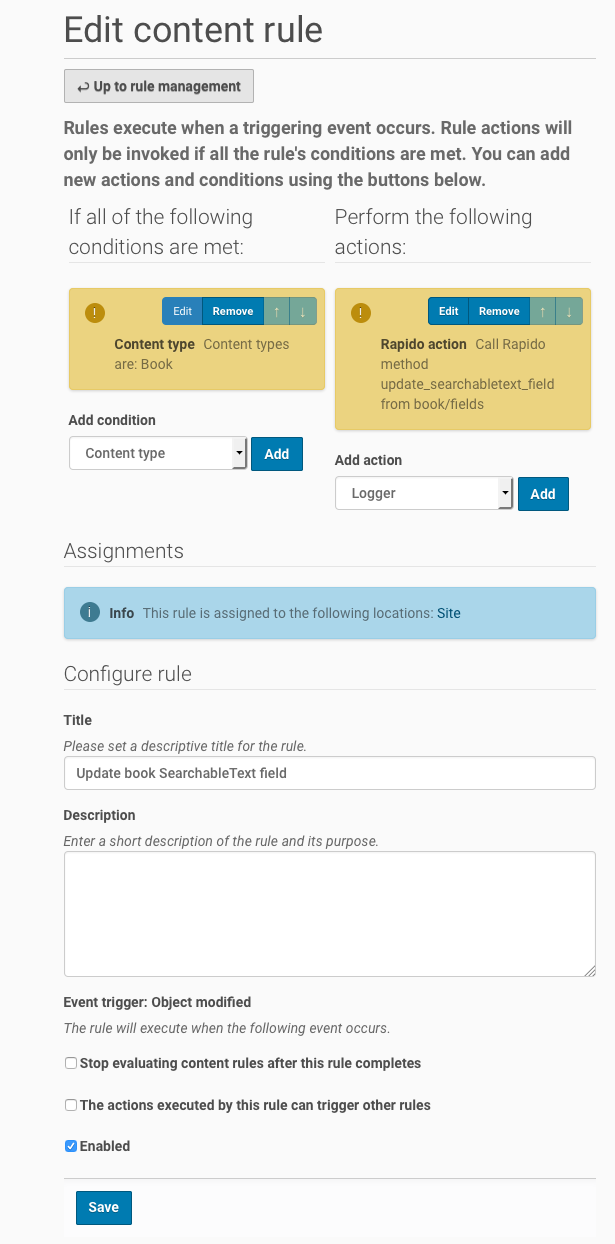 Edit content rule
Up to rule management
Rules execute when a triggering event occurs. Rule actions will
only be invoked if all the rule's conditions are met. You can add
new actions and conditions using the buttons below.
If all of the following
conditions are met:
Edit Remove ↑ ↓
Content type Content types
are: Book
Add condition
Content type Add
Perform the following
actions:
Edit Remove ↑ ↓
Rapido action Call Rapido
method
update_searchabletext_field
from book/fields
Add action
Logger Add
Assignments
Info This rule is assigned to the following locations: Site
Configure rule
Title
Please set a descriptive title for the rule.
Update book SearchableText field
Description
Enter a short description of the rule and its purpose.
Event trigger: Object modified
The rule will execute when the following event occurs.
Stop evaluating content rules after this rule completes
The actions executed by this rule can trigger other rules
Enabled
Save